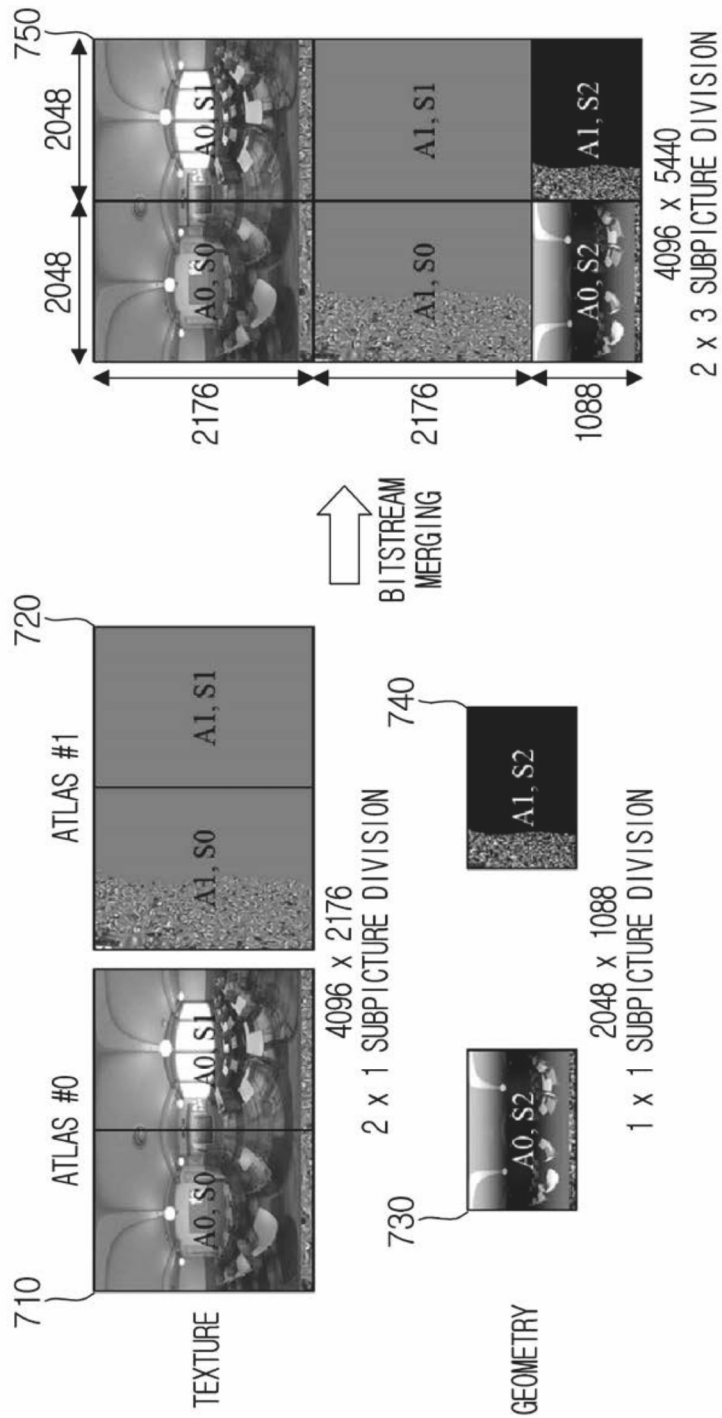 ATLAS #0
ATLAS #1
710
720
TEXTURE
A0, S0
A0, S1
A1, S0
A1, S1
4096 x 2176
2 x 1 SUBPICTURE DIVISION
730
740
GEOMETRY
A0, S2
A1, S2
2048 x 1088
1 x 1 SUBPICTURE DIVISION
BITSTREAM
MERGING
2048
2048
750
2176
A0, S0
A0, S1
2176
A1, S0
A1, S1
1088
A0, S2
A1, S2
4096 x 5440
2 x 3 SUBPICTURE DIVISION